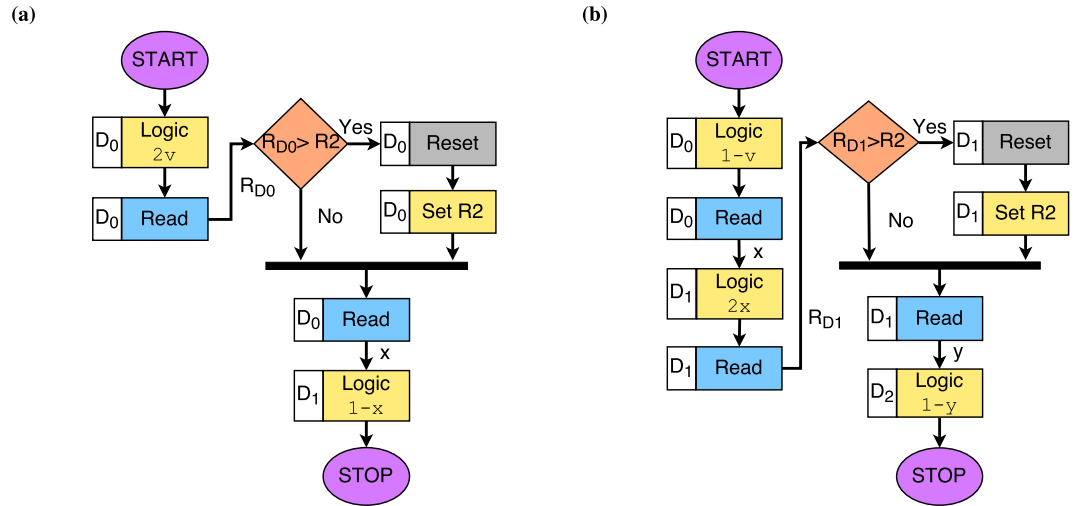 (a)
START
D0 Logic
2v
D0 Read
RD0
RD0> R2
Yes
No
D0 Reset
D0 Set R2
D0 Read
x
D1 Logic
1-x
STOP
(b)
START
D0 Logic
1-v
D0 Read
x
D1 Logic
2x
D1 Read
RD1
RD1>R2
Yes
No
D1 Reset
D1 Set R2
D1 Read
y
D2 Logic
1-y
STOP